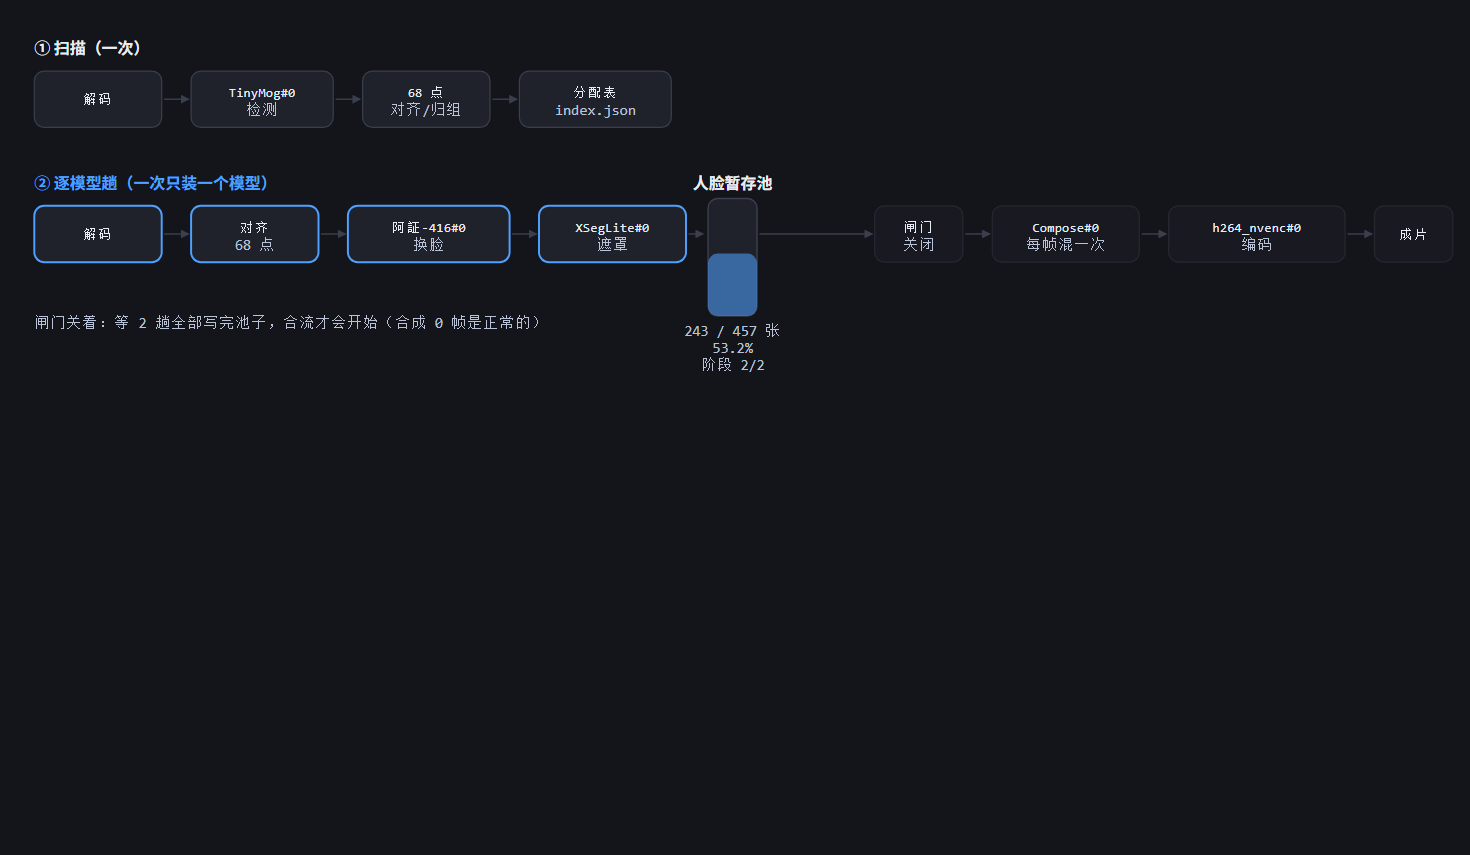 ① 扫描（一次）
解码
TinyMog#0
检测
68 点
对齐/归组
分配表
index.json
② 逐模型趟（一次只装一个模型）
人脸暂存池
解码
对齐
68 点
阿証-416#0
换脸
XSegLite#0
遮罩
闸门
关闭
Compose#0
每帧混一次
h264_nvenc#0
编码
成片
闸门关着: 等 2 趟全部写完池子，合流才会开始（合成 0 帧是正常的）
243 / 457 张
53.2%
阶段 2/2